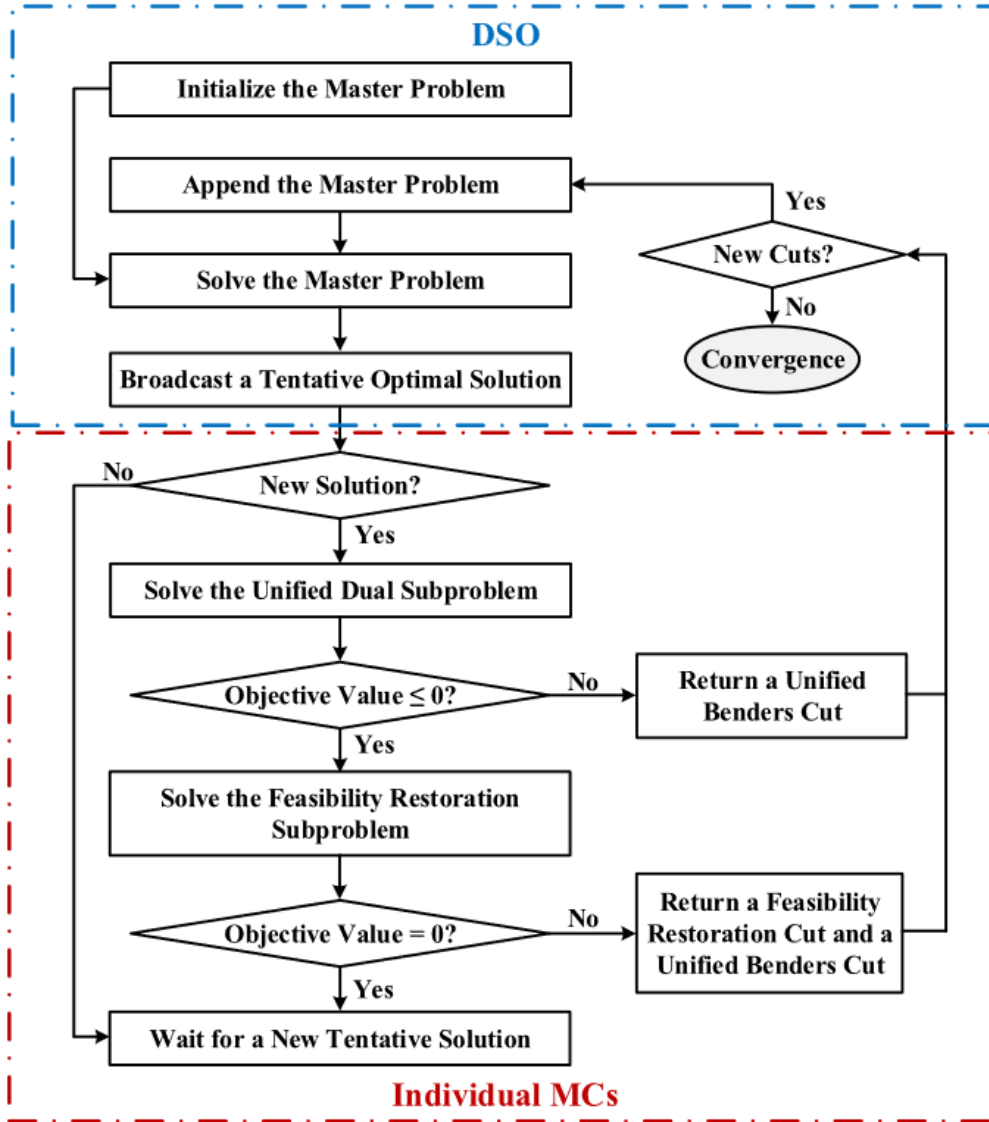 DSO
Initialize the Master Problem
Append the Master Problem
Yes
New Cuts?
Solve the Master Problem
No
Convergence
Broadcast a Tentative Optimal Solution
No
New Solution?
Yes
Solve the Unified Dual Subproblem
Objective Value ≤ 0?
No
Return a Unified
Benders Cut
Yes
Solve the Feasibility Restoration
Subproblem
Objective Value = 0?
No
Return a Feasibility
Restoration Cut and a
Unified Benders Cut
Yes
Wait for a New Tentative Solution
Individual MCs